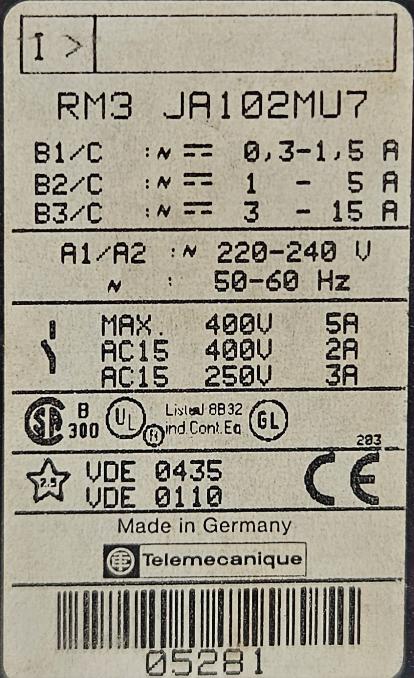 I >
RM3 JA102MU7
B1/C :~ ⎓ 0,3-1,5 A
B2/C :~ ⎓ 1 - 5 A
B3/C :~ ⎓ 3 - 15 A
A1/A2 :~ 220-240 V
~ : 50-60 Hz
MAX. 400V 5A
AC15 400V 2A
AC15 250V 3A
SA B 300 UL R Listed 8B32 Ind.Cont.Eq GL
203
2.5 VDE 0435 CE
VDE 0110
Made in Germany
Telemecanique
05281